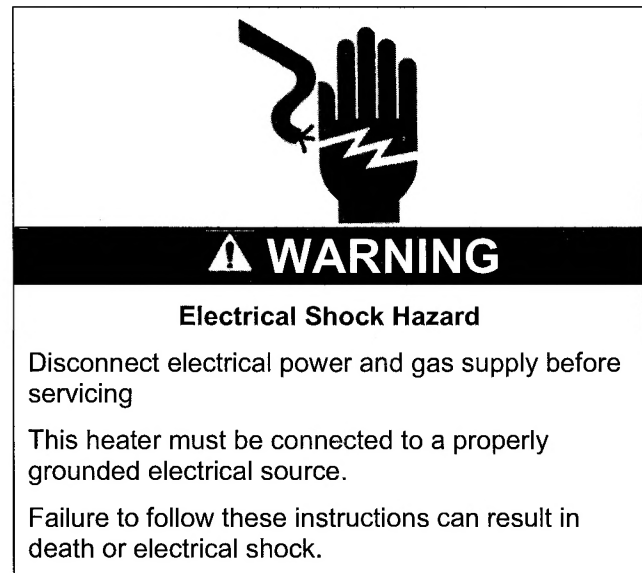 WARNING
Electrical Shock Hazard
Disconnect electrical power and gas supply before
servicing
This heater must be connected to a properly
grounded electrical source.
Failure to follow these instructions can result in
death or electrical shock.